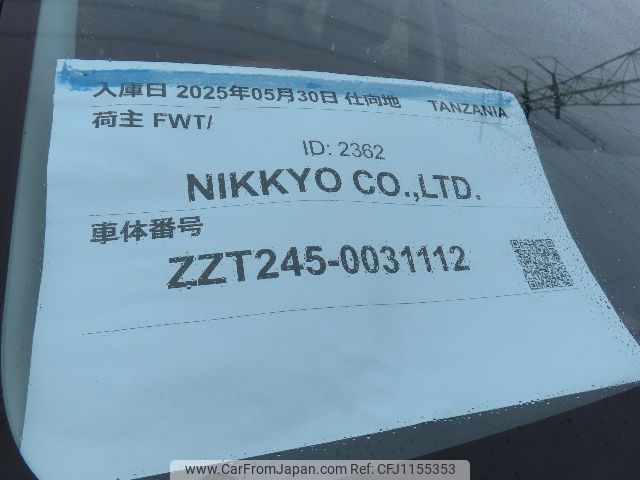 入庫日 2025年05月30日 仕向地 TANZANIA
荷主 FWT/
ID: 2362
NIKKYO CO.,LTD.
車体番号
ZZT245-0031112
www.CarFromJapan.com | CFJ1155353